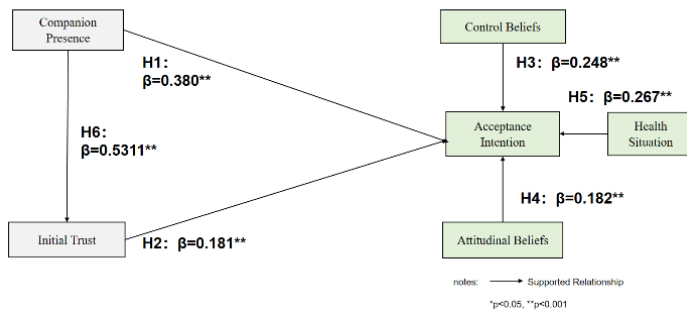 Companion
Presence
Control Beliefs
H1:
β=0.380**
H3: β=0.248**
H5: β=0.267**
H6:
β=0.5311**
Acceptance
Intention
Health
Situation
H4: β=0.182**
Initial Trust
H2: β=0.181**
Attitudinal Beliefs
notes: Supported Relationship
*p<0.05, **p<0.001